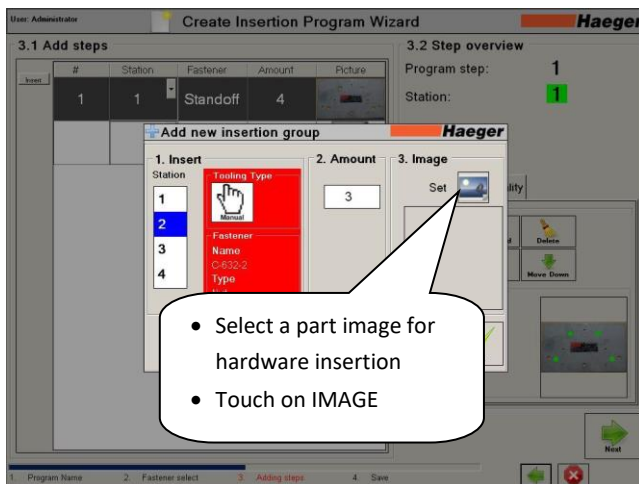 User: Administrator
Create Insertion Program Wizard
Haeger
3.1 Add steps
3.2 Step overview
Insert
# Station Fastener Amount Picture
1 1 Standoff 4
Program step: 1
Station: 1
Add new insertion group
Haeger
1. Insert
2. Amount
3. Image
Station
Tooling Type
Manual
1
2
3
4
3
Set
Fastener
Name
C-632-2
Type
Delete
Move Down
• Select a part image for
hardware insertion
• Touch on IMAGE
Next
1. Program Name 2. Fastener select 3. Adding steps 4. Save